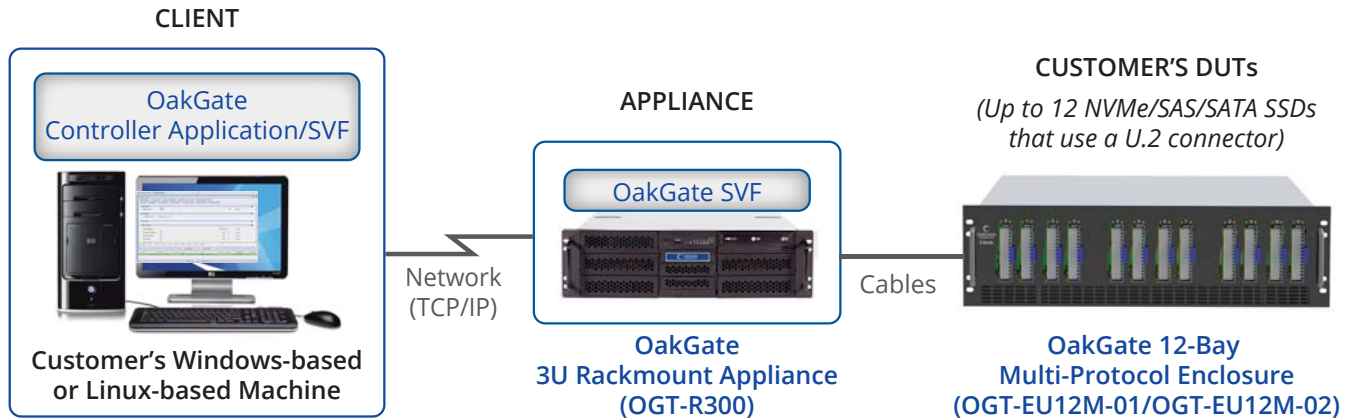 CLIENT
OakGate
Controller Application/SVF
Customer's Windows-based
or Linux-based Machine
Network
(TCP/IP)
APPLIANCE
OakGate SVF
OakGate
3U Rackmount Appliance
(OGT-R300)
Cables
CUSTOMER'S DUTs
(Up to 12 NVMe/SAS/SATA SSDs
that use a U.2 connector)
OakGate 12-Bay
Multi-Protocol Enclosure
(OGT-EU12M-01/OGT-EU12M-02)